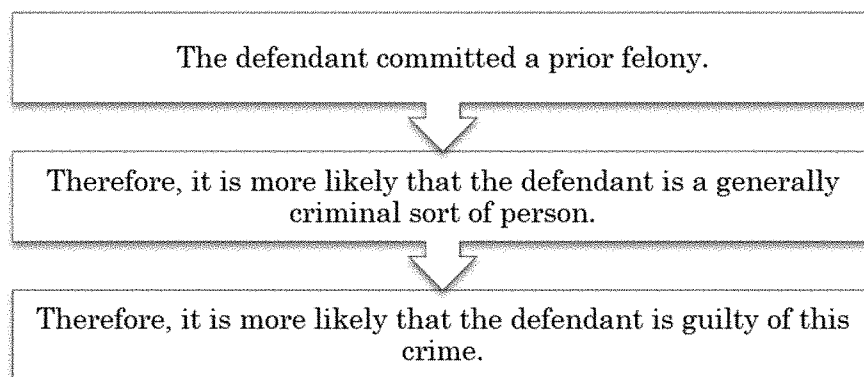 The defendant committed a prior felony.
Therefore, it is more likely that the defendant is a generally
criminal sort of person.
Therefore, it is more likely that the defendant is guilty of this
crime.